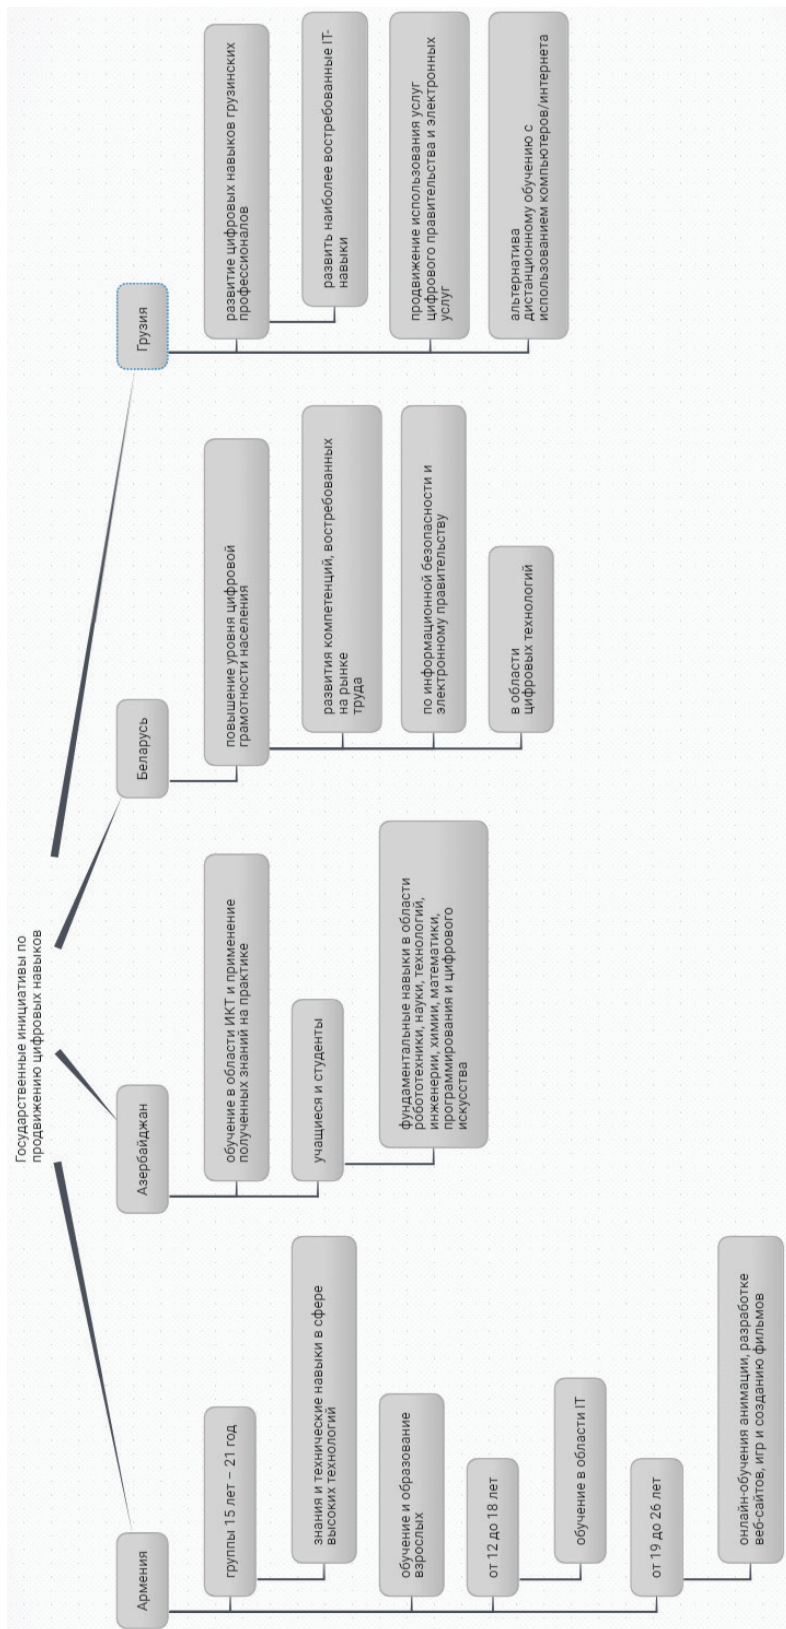 Государственные инициативы по
продвижению цифровых навыков
Армения
группы 15 лет – 21 год
знания и технические навыки в сфере
высоких технологий
обучение и образование
взрослых
от 12 до 18 лет
обучение в области IT
от 19 до 26 лет
онлайн-обучения анимации, разработке
веб-сайтов, игр и созданию фильмов
Азербайджан
обучение в области ИКТ и применение
полученных знаний на практике
учащиеся и студенты
фундаментальные навыки в области
робототехники, науки, технологий,
инженерии, химии, математики,
программирования и цифрового
искусства
Беларусь
повышение уровня цифровой
грамотности населения
развития компетенций, востребованных
на рынке
труда
по информационной безопасности и
электронному правительству
в области
цифровых технологий
Грузия
развитие цифровых навыков грузинских
профессионалов
развить наиболее востребованные IT-
навыки
продвижение использования услуг
цифрового правительства и электронных
услуг
альтернатива
дистанционному обучению с
использованием компьютеров/интернета